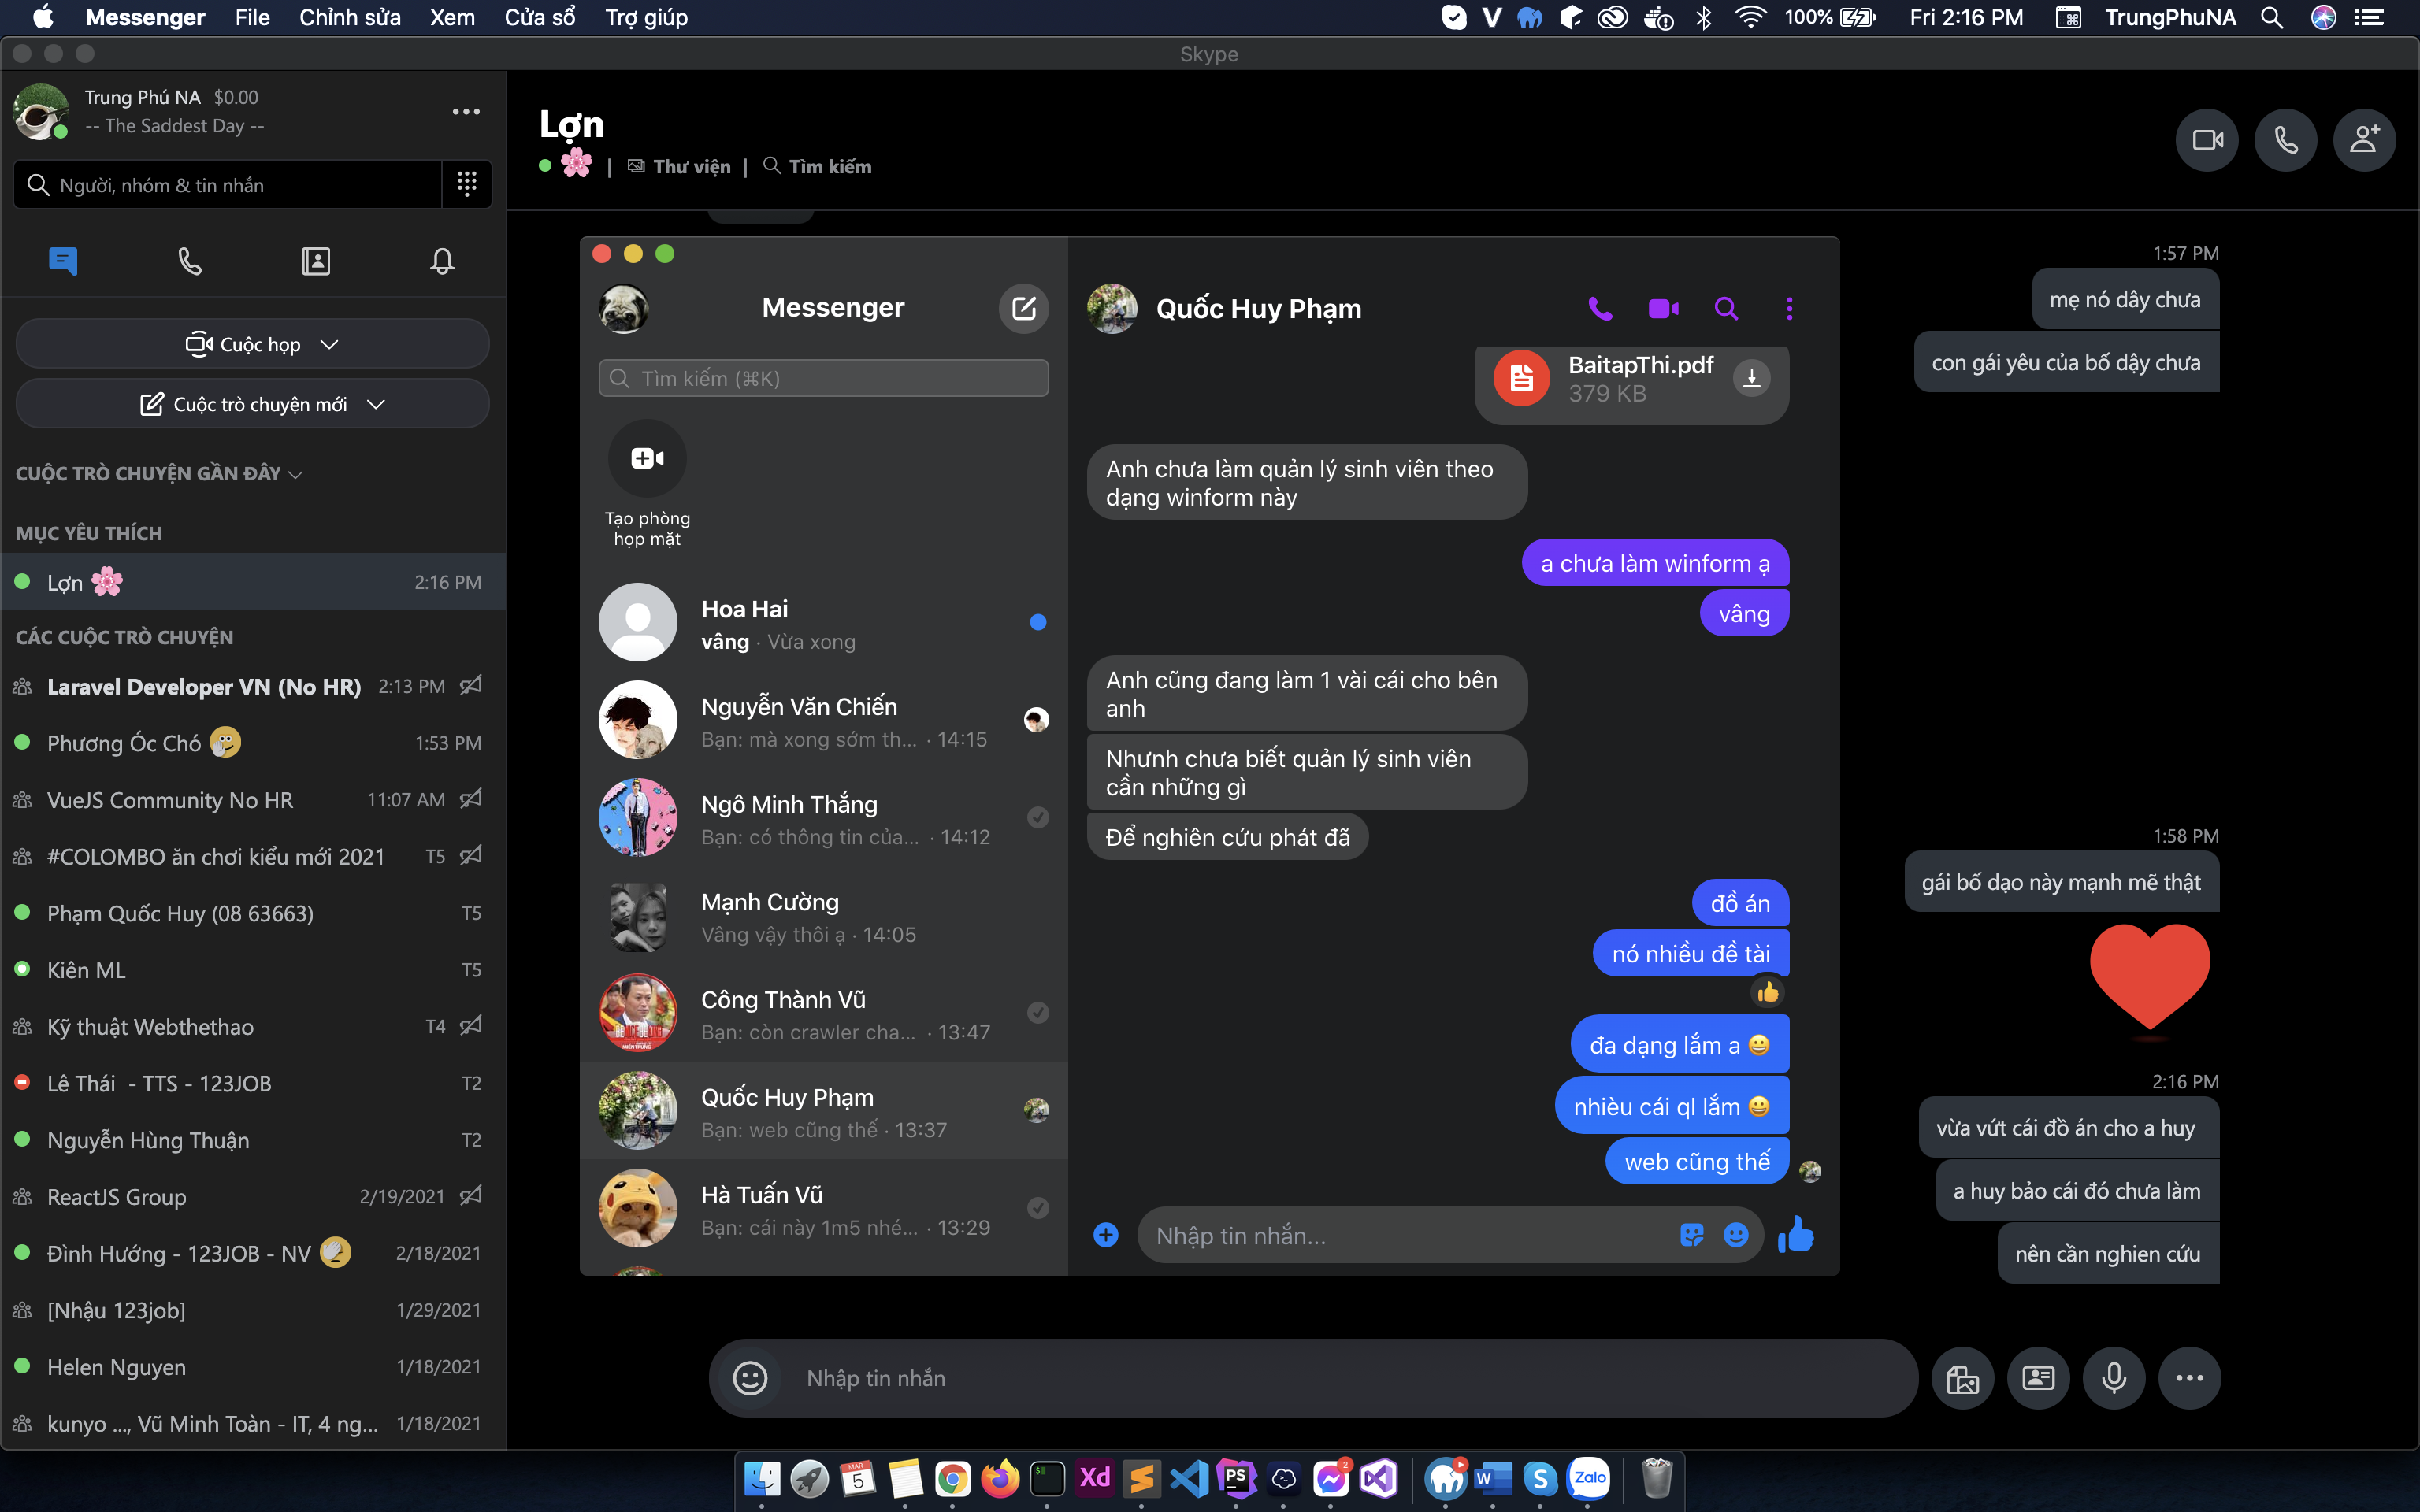 Messenger File Chỉnh sửa Xem Cửa sổ Trợ giúp
100% Fri 2:16 PM TrungPhuNA
Skype
Trung Phú NA $0.00
-- The Saddest Day --
Người, nhóm & tin nhắn
Cuộc họp
Cuộc trò chuyện mới
CUỘC TRÒ CHUYỆN GẦN ĐÂY
MỤC YÊU THÍCH
Lợn 🌸 2:16 PM
CÁC CUỘC TRÒ CHUYỆN
Laravel Developer VN (No HR) 2:13 PM
Phương Óc Chó 1:53 PM
VueJS Community No HR 11:07 AM
#COLOMBO ăn chơi kiểu mới 2021 T5
Phạm Quốc Huy (08 63663) T5
Kiên ML T5
Kỹ thuật Webthethao T4
Lê Thái - TTS - 123JOB T2
Nguyễn Hùng Thuận T2
ReactJS Group 2/19/2021
Đình Hướng - 123JOB - NV 2/18/2021
[Nhậu 123job] 1/29/2021
Helen Nguyen 1/18/2021
kunyo ..., Vũ Minh Toàn - IT, 4 ng... 1/18/2021
Lợn
🌸 | Thư viện | Tìm kiếm
Messenger
Tìm kiếm (⌘K)
Tạo phòng
họp mặt
Hoa Hai
vâng · Vừa xong
Nguyễn Văn Chiến
Bạn: mà xong sớm th... · 14:15
Ngô Minh Thắng
Bạn: có thông tin của... · 14:12
Mạnh Cường
Vâng vậy thôi ạ · 14:05
Công Thành Vũ
Bạn: còn crawler cha... · 13:47
Quốc Huy Phạm
Bạn: web cũng thế · 13:37
Hà Tuấn Vũ
Bạn: cái này 1m5 nhé... · 13:29
Quốc Huy Phạm
BaitapThi.pdf
379 KB
Anh chưa làm quản lý sinh viên theo
dạng winform này
a chưa làm winform ạ
vâng
Anh cũng đang làm 1 vài cái cho bên
anh
Nhưnh chưa biết quản lý sinh viên
cần những gì
Để nghiên cứu phát đã
đồ án
nó nhiều đề tài
👍
đa dạng lắm a 😀
nhièu cái ql lắm 😀
web cũng thế
Nhập tin nhắn...
1:57 PM
mẹ nó dây chưa
con gái yêu của bố dậy chưa
1:58 PM
gái bố dạo này mạnh mẽ thật
2:16 PM
vừa vứt cái đồ án cho a huy
a huy bảo cái đó chưa làm
nên cần nghien cứu
Nhập tin nhắn
MAR
5
Xd
PS
2
W
S
Zalo